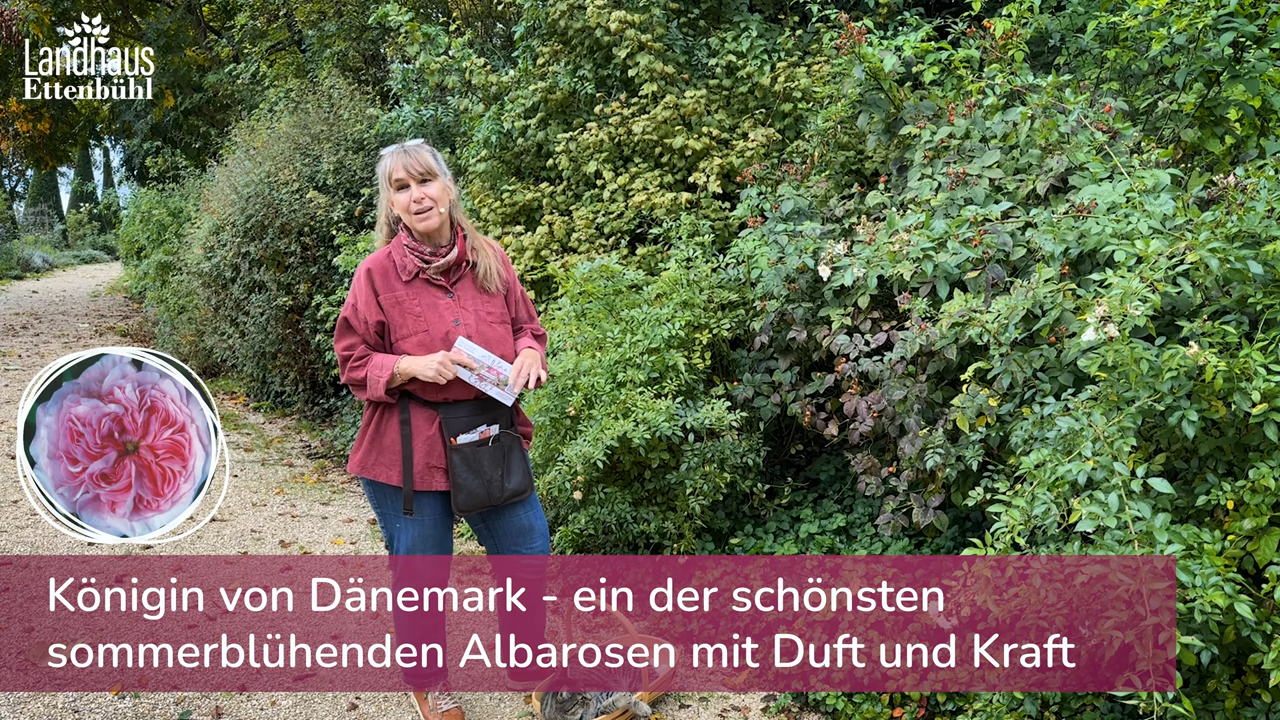 Landhaus
Ettenbühl
Königin von Dänemark - ein der schönsten
sommerblühenden Albarosen mit Duft und Kraft